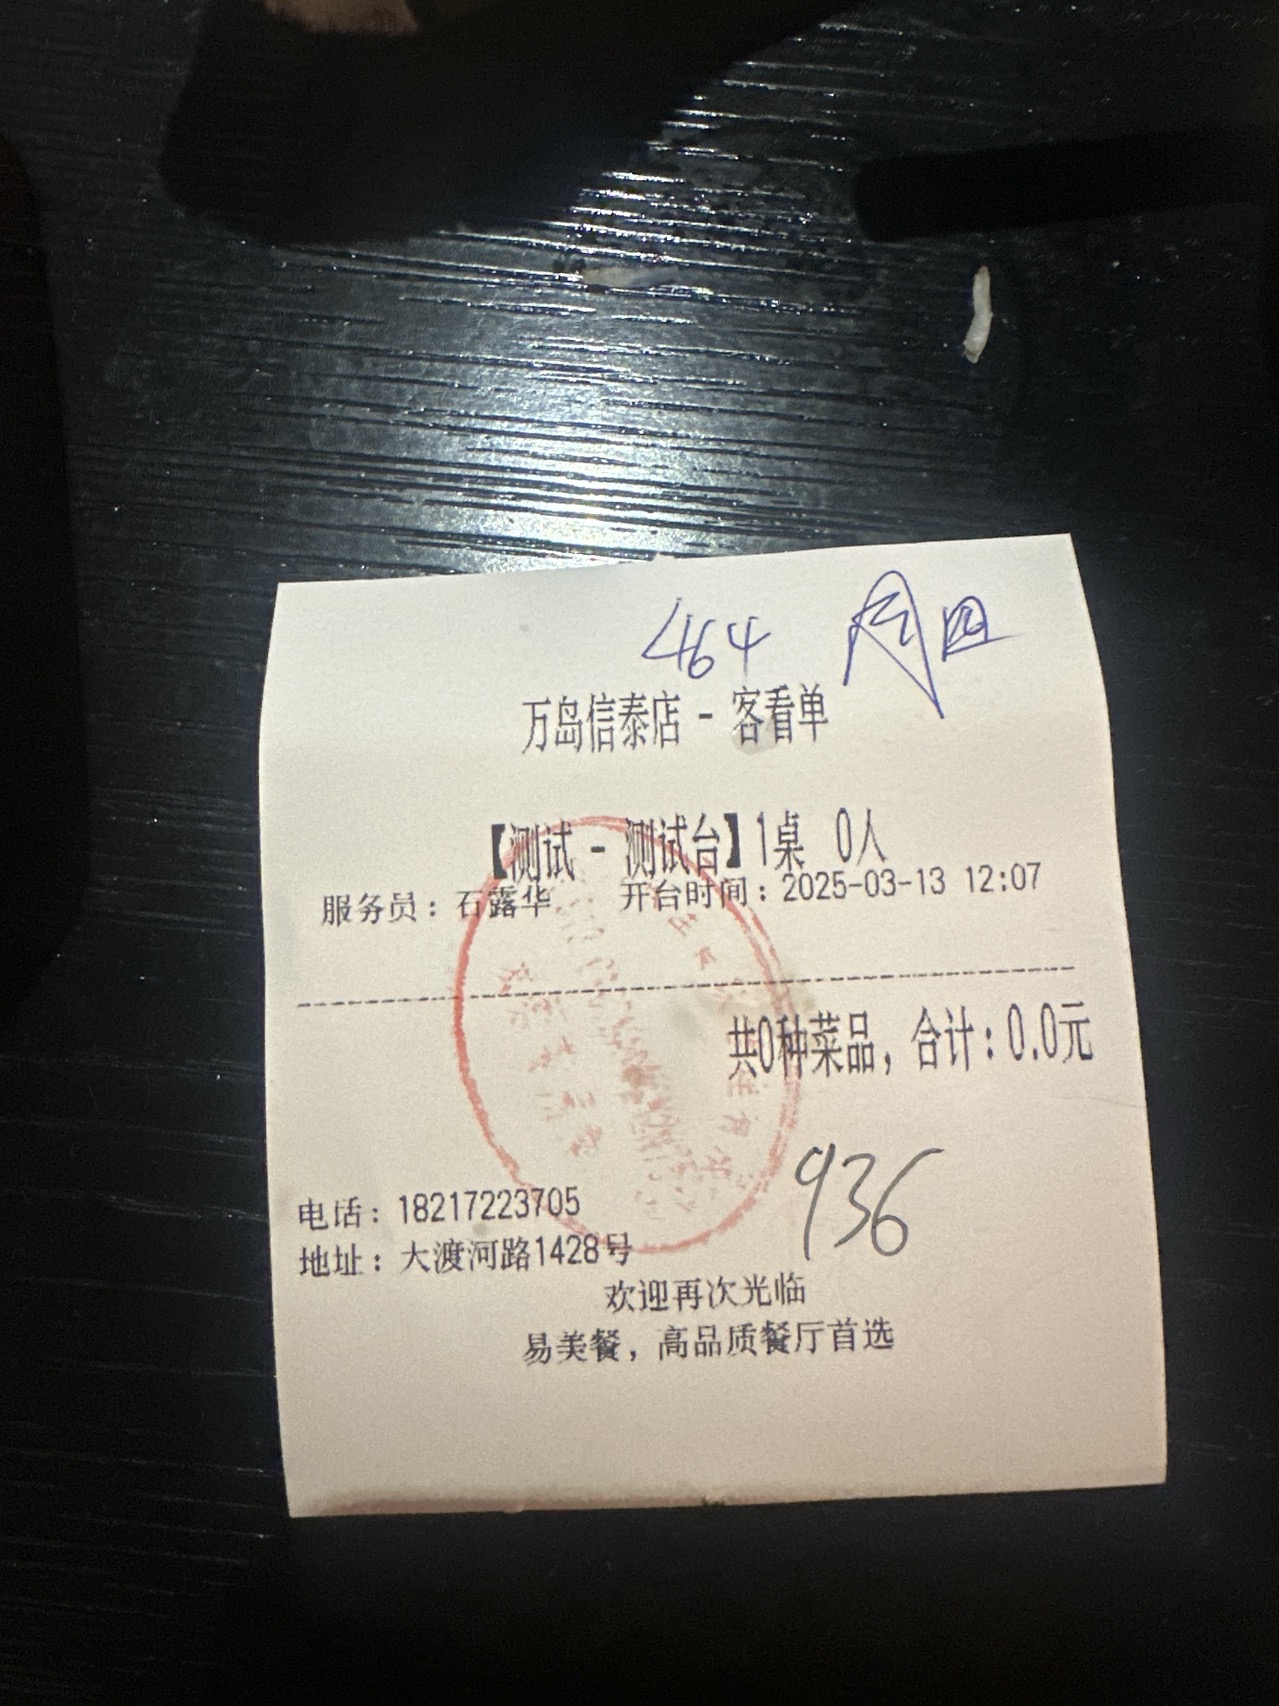 464 周四
万岛信泰店 - 客看单
【测试 - 测试台】1桌 0人
服务员：石露华 开台时间：2025-03-13 12:07
共0种菜品，合计：0.0元
936
电话：18217223705
地址：大渡河路1428号
欢迎再次光临
易美餐，高品质餐厅首选